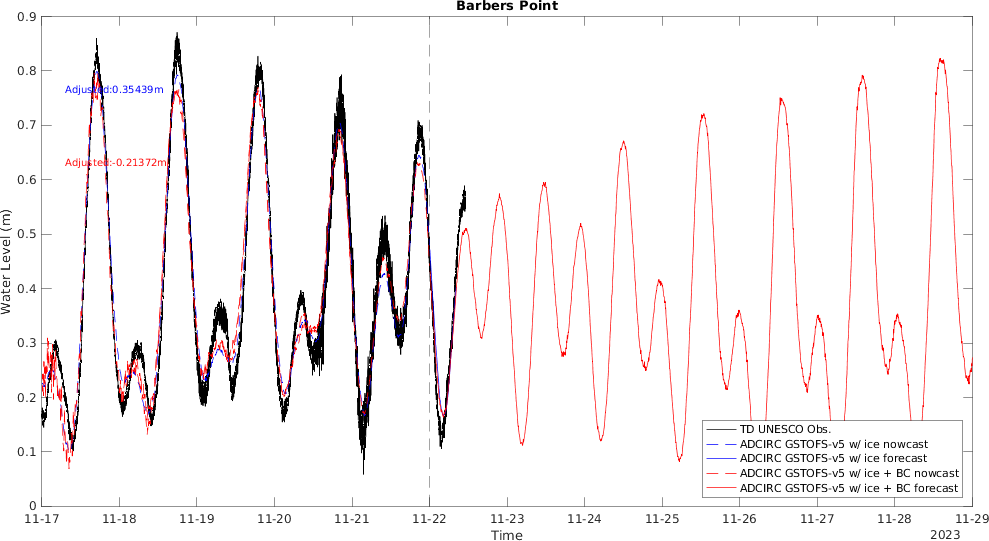 Barbers Point
0.9
0.8
0.7
0.6
0.5
0.4
0.3
0.2
0.1
0
Water Level (m)
Adjusted:0.35439m
Adjusted:-0.21372m
TD UNESCO Obs.
ADCIRC GSTOFS-v5 w/ ice nowcast
ADCIRC GSTOFS-v5 w/ ice forecast
ADCIRC GSTOFS-v5 w/ ice + BC nowcast
ADCIRC GSTOFS-v5 w/ ice + BC forecast
11-17 11-18 11-19 11-20 11-21 11-22 11-23 11-24 11-25 11-26 11-27 11-28 11-29
Time
2023